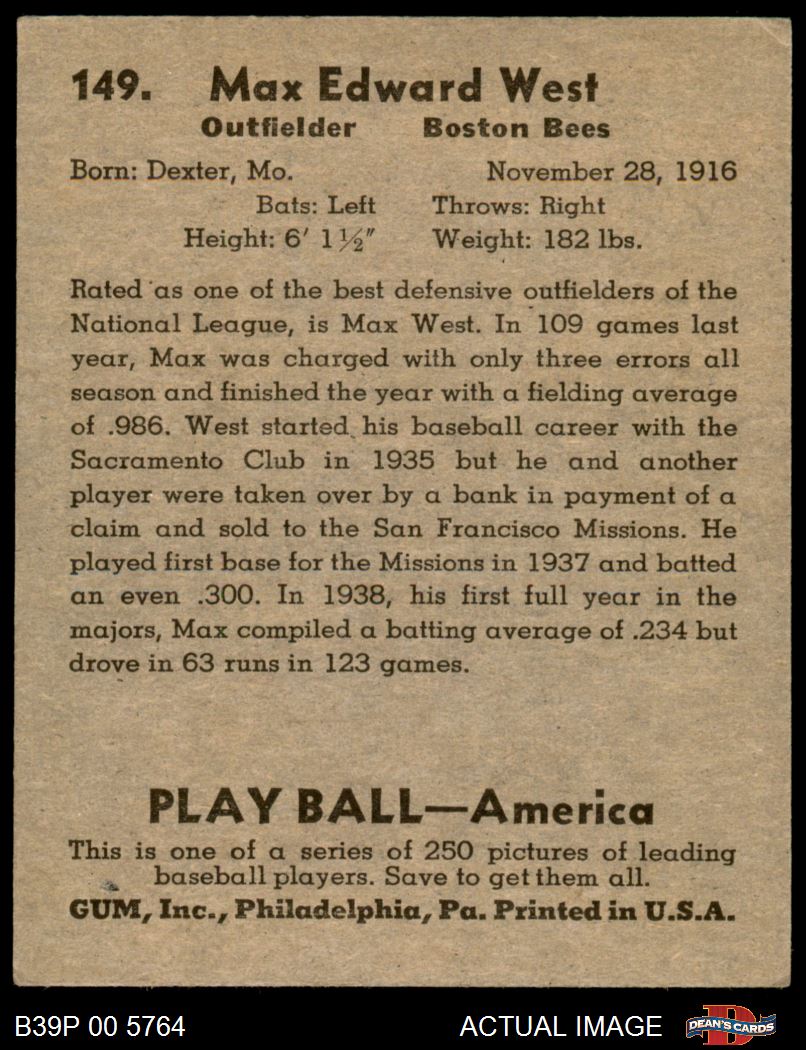 149. Max Edward West
Outfielder Boston Bees
Born: Dexter, Mo. November 28, 1916
Bats: Left Throws: Right
Height: 6′ 1½″ Weight: 182 lbs.
Rated as one of the best defensive outfielders of the
National League, is Max West. In 109 games last
year, Max was charged with only three errors all
season and finished the year with a fielding average
of .986. West started his baseball career with the
Sacramento Club in 1935 but he and another
player were taken over by a bank in payment of a
claim and sold to the San Francisco Missions. He
played first base for the Missions in 1937 and batted
an even .300. In 1938, his first full year in the
majors, Max compiled a batting average of .234 but
drove in 63 runs in 123 games.
PLAY BALL—America
This is one of a series of 250 pictures of leading
baseball players. Save to get them all.
GUM, Inc., Philadelphia, Pa. Printed in U.S.A.
B39P 00 5764 ACTUAL IMAGE D DEAN'S CARDS